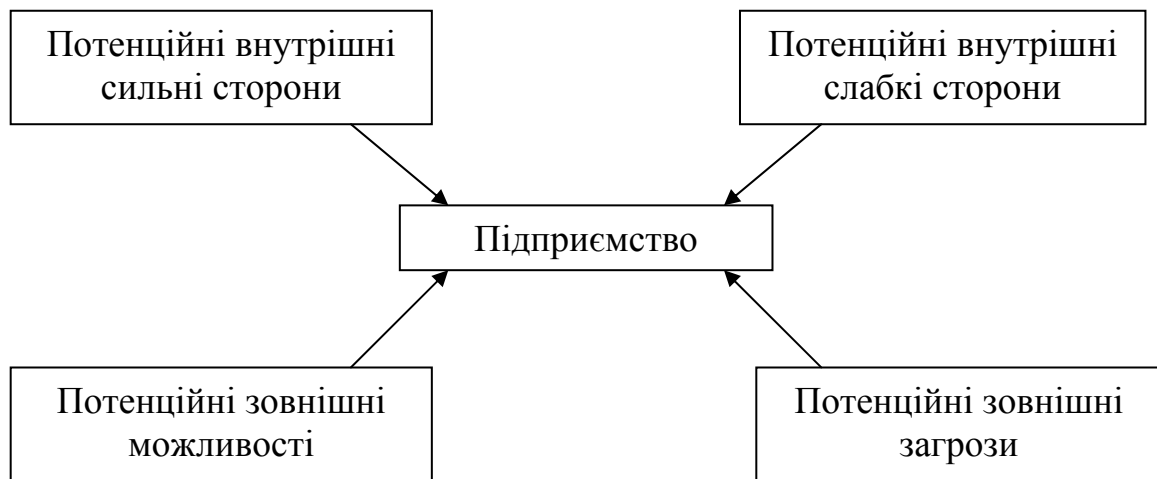 Потенційні внутрішні
сильні сторони
Потенційні внутрішні
слабкі сторони
Підприємство
Потенційні зовнішні
можливості
Потенційні зовнішні
загрози